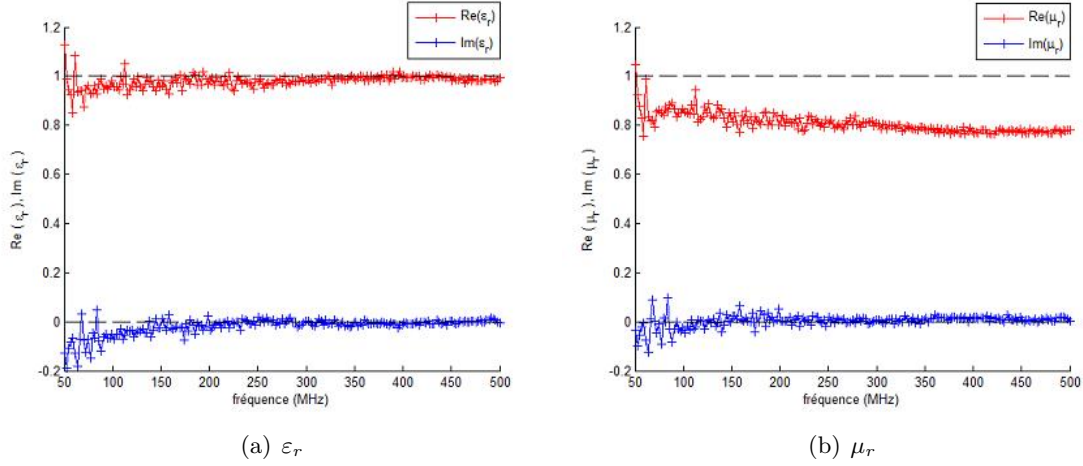 Re(ε_r)
Im(ε_r)
1.2
1
0.8
0.6
0.4
0.2
0
-0.2
Re ( ε_r ), Im ( ε_r )
50 100 150 200 250 300 350 400 450 500
fréquence (MHz)
(a) ε_r
Re(μ_r)
Im(μ_r)
1.2
1
0.8
0.6
0.4
0.2
0
-0.2
Re ( μ_r ), Im ( μ_r )
50 100 150 200 250 300 350 400 450 500
fréquence (MHz)
(b) μ_r